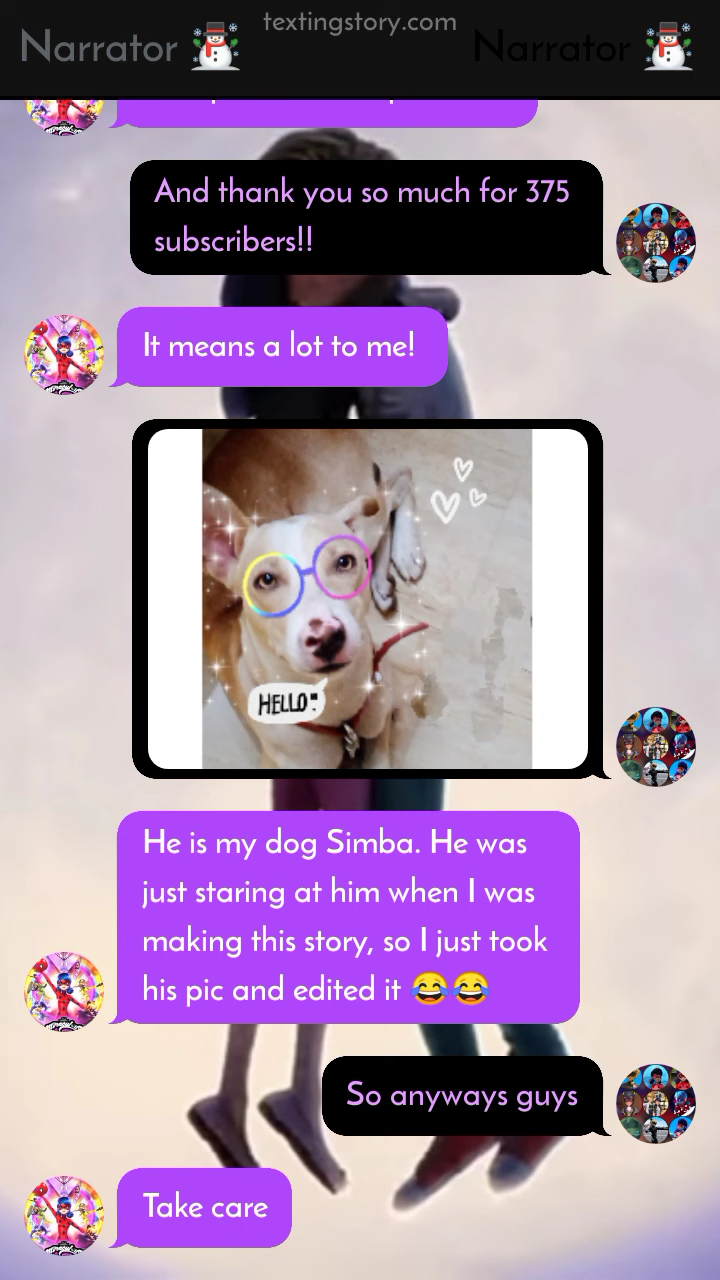 textingstory.com
Narrator ⛄ Narrator ⛄
And thank you so much for 375
subscribers!!
It means a lot to me!
HELLO
He is my dog Simba. He was
just staring at him when I was
making this story, so I just took
his pic and edited it 😂😂
So anyways guys
Take care